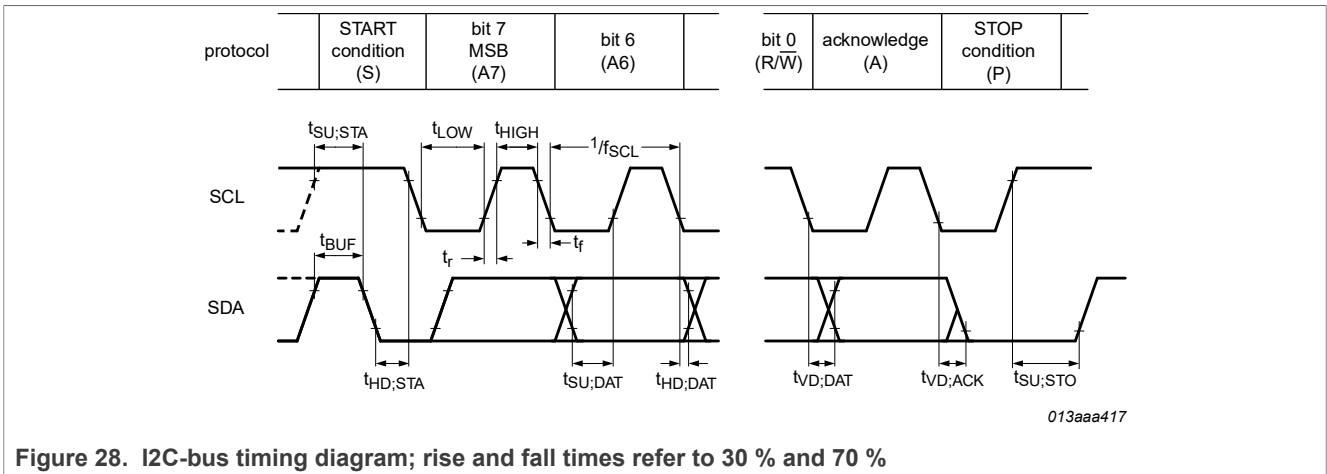 protocol
START
condition
(S)
bit 7
MSB
(A7)
bit 6
(A6)
bit 0
(R/W̅)
acknowledge
(A)
STOP
condition
(P)
tSU;STA
tLOW
tHIGH
1/fSCL
SCL
tBUF
tr
tf
SDA
tHD;STA
tSU;DAT
tHD;DAT
tVD;DAT
tVD;ACK
tSU;STO
013aaa417
Figure 28. I2C-bus timing diagram; rise and fall times refer to 30 % and 70 %